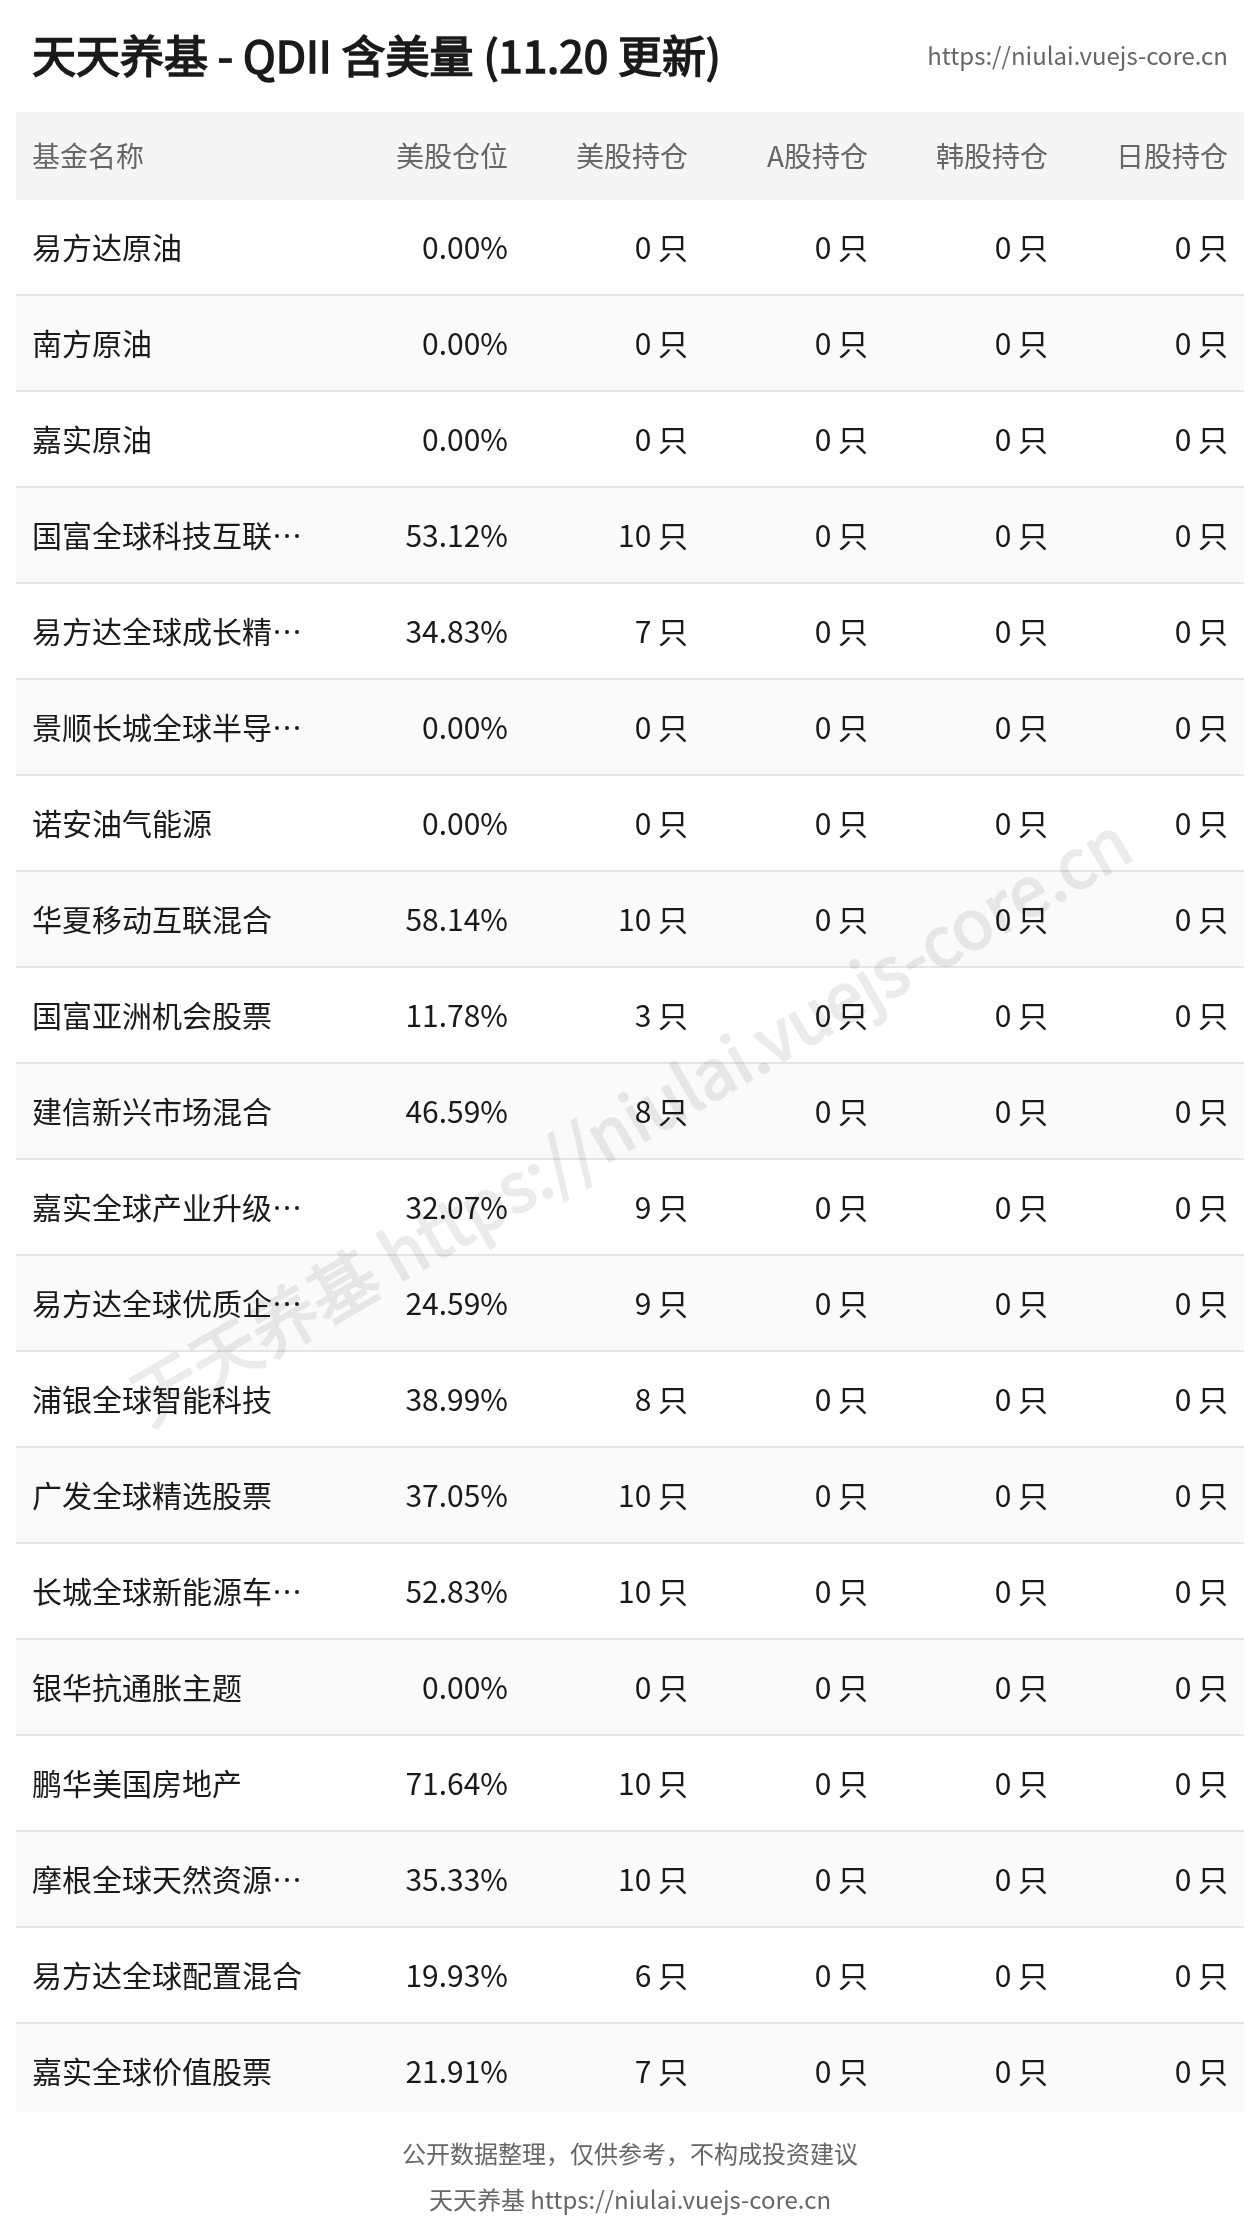 天天养基 - QDII 含美量 (11.20 更新) https://niulai.vuejs-core.cn
基金名称 美股仓位 美股持仓 A股持仓 韩股持仓 日股持仓
易方达原油 0.00% 0 只 0 只 0 只 0 只
南方原油 0.00% 0 只 0 只 0 只 0 只
嘉实原油 0.00% 0 只 0 只 0 只 0 只
国富全球科技互联… 53.12% 10 只 0 只 0 只 0 只
易方达全球成长精… 34.83% 7 只 0 只 0 只 0 只
景顺长城全球半导… 0.00% 0 只 0 只 0 只 0 只
诺安油气能源 0.00% 0 只 0 只 0 只 0 只
华夏移动互联混合 58.14% 10 只 0 只 0 只 0 只
国富亚洲机会股票 11.78% 3 只 0 只 0 只 0 只
建信新兴市场混合 46.59% 8 只 0 只 0 只 0 只
嘉实全球产业升级… 32.07% 9 只 0 只 0 只 0 只
易方达全球优质企… 24.59% 9 只 0 只 0 只 0 只
浦银全球智能科技 38.99% 8 只 0 只 0 只 0 只
广发全球精选股票 37.05% 10 只 0 只 0 只 0 只
长城全球新能源车… 52.83% 10 只 0 只 0 只 0 只
银华抗通胀主题 0.00% 0 只 0 只 0 只 0 只
鹏华美国房地产 71.64% 10 只 0 只 0 只 0 只
摩根全球天然资源… 35.33% 10 只 0 只 0 只 0 只
易方达全球配置混合 19.93% 6 只 0 只 0 只 0 只
嘉实全球价值股票 21.91% 7 只 0 只 0 只 0 只
天天养基 https://niulai.vuejs-core.cn
公开数据整理，仅供参考，不构成投资建议
天天养基 https://niulai.vuejs-core.cn